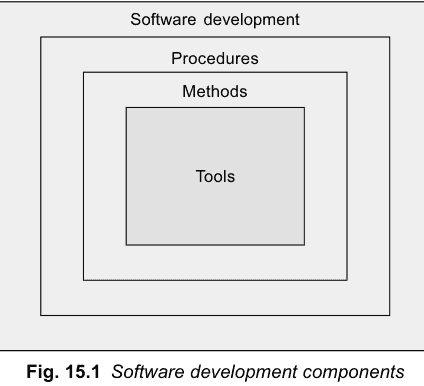 Software development
Procedures
Methods
Tools
Fig. 15.1 Software development components